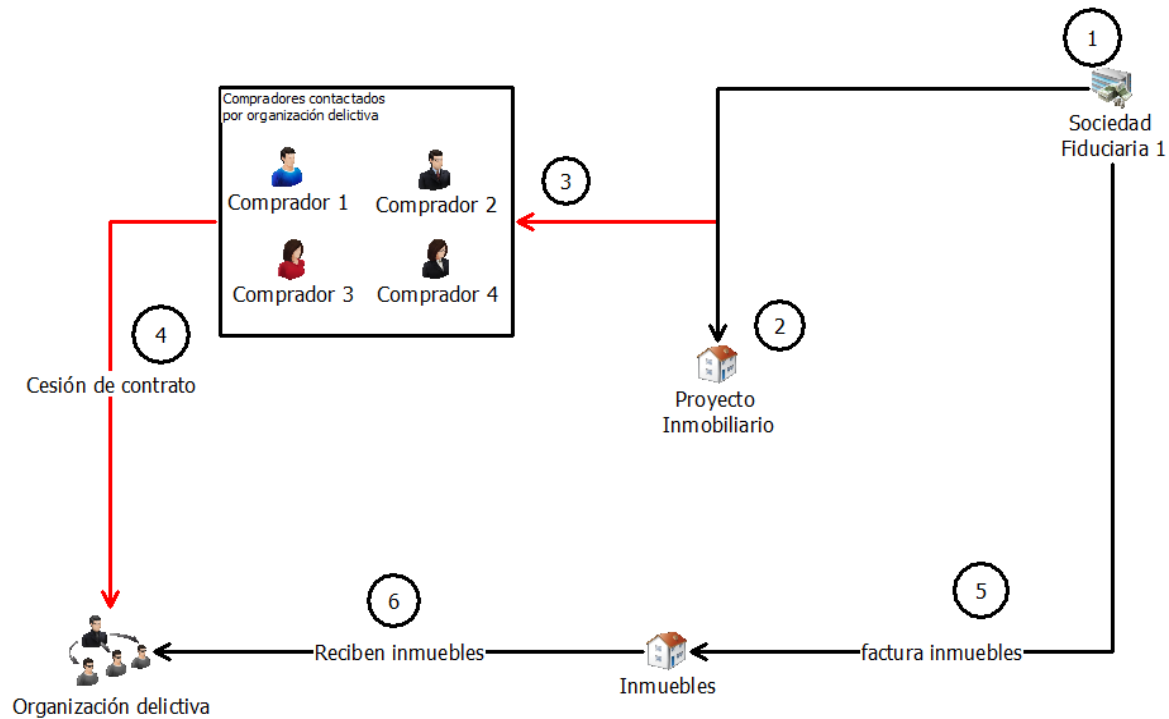 1
Sociedad
Fiduciaria 1
Compradores contactados
por organización delictiva
Comprador 1
Comprador 2
Comprador 3
Comprador 4
3
2
Proyecto
Inmobiliario
4
Cesión de contrato
5
factura inmuebles
6
Reciben inmuebles
Inmuebles
Organización delictiva